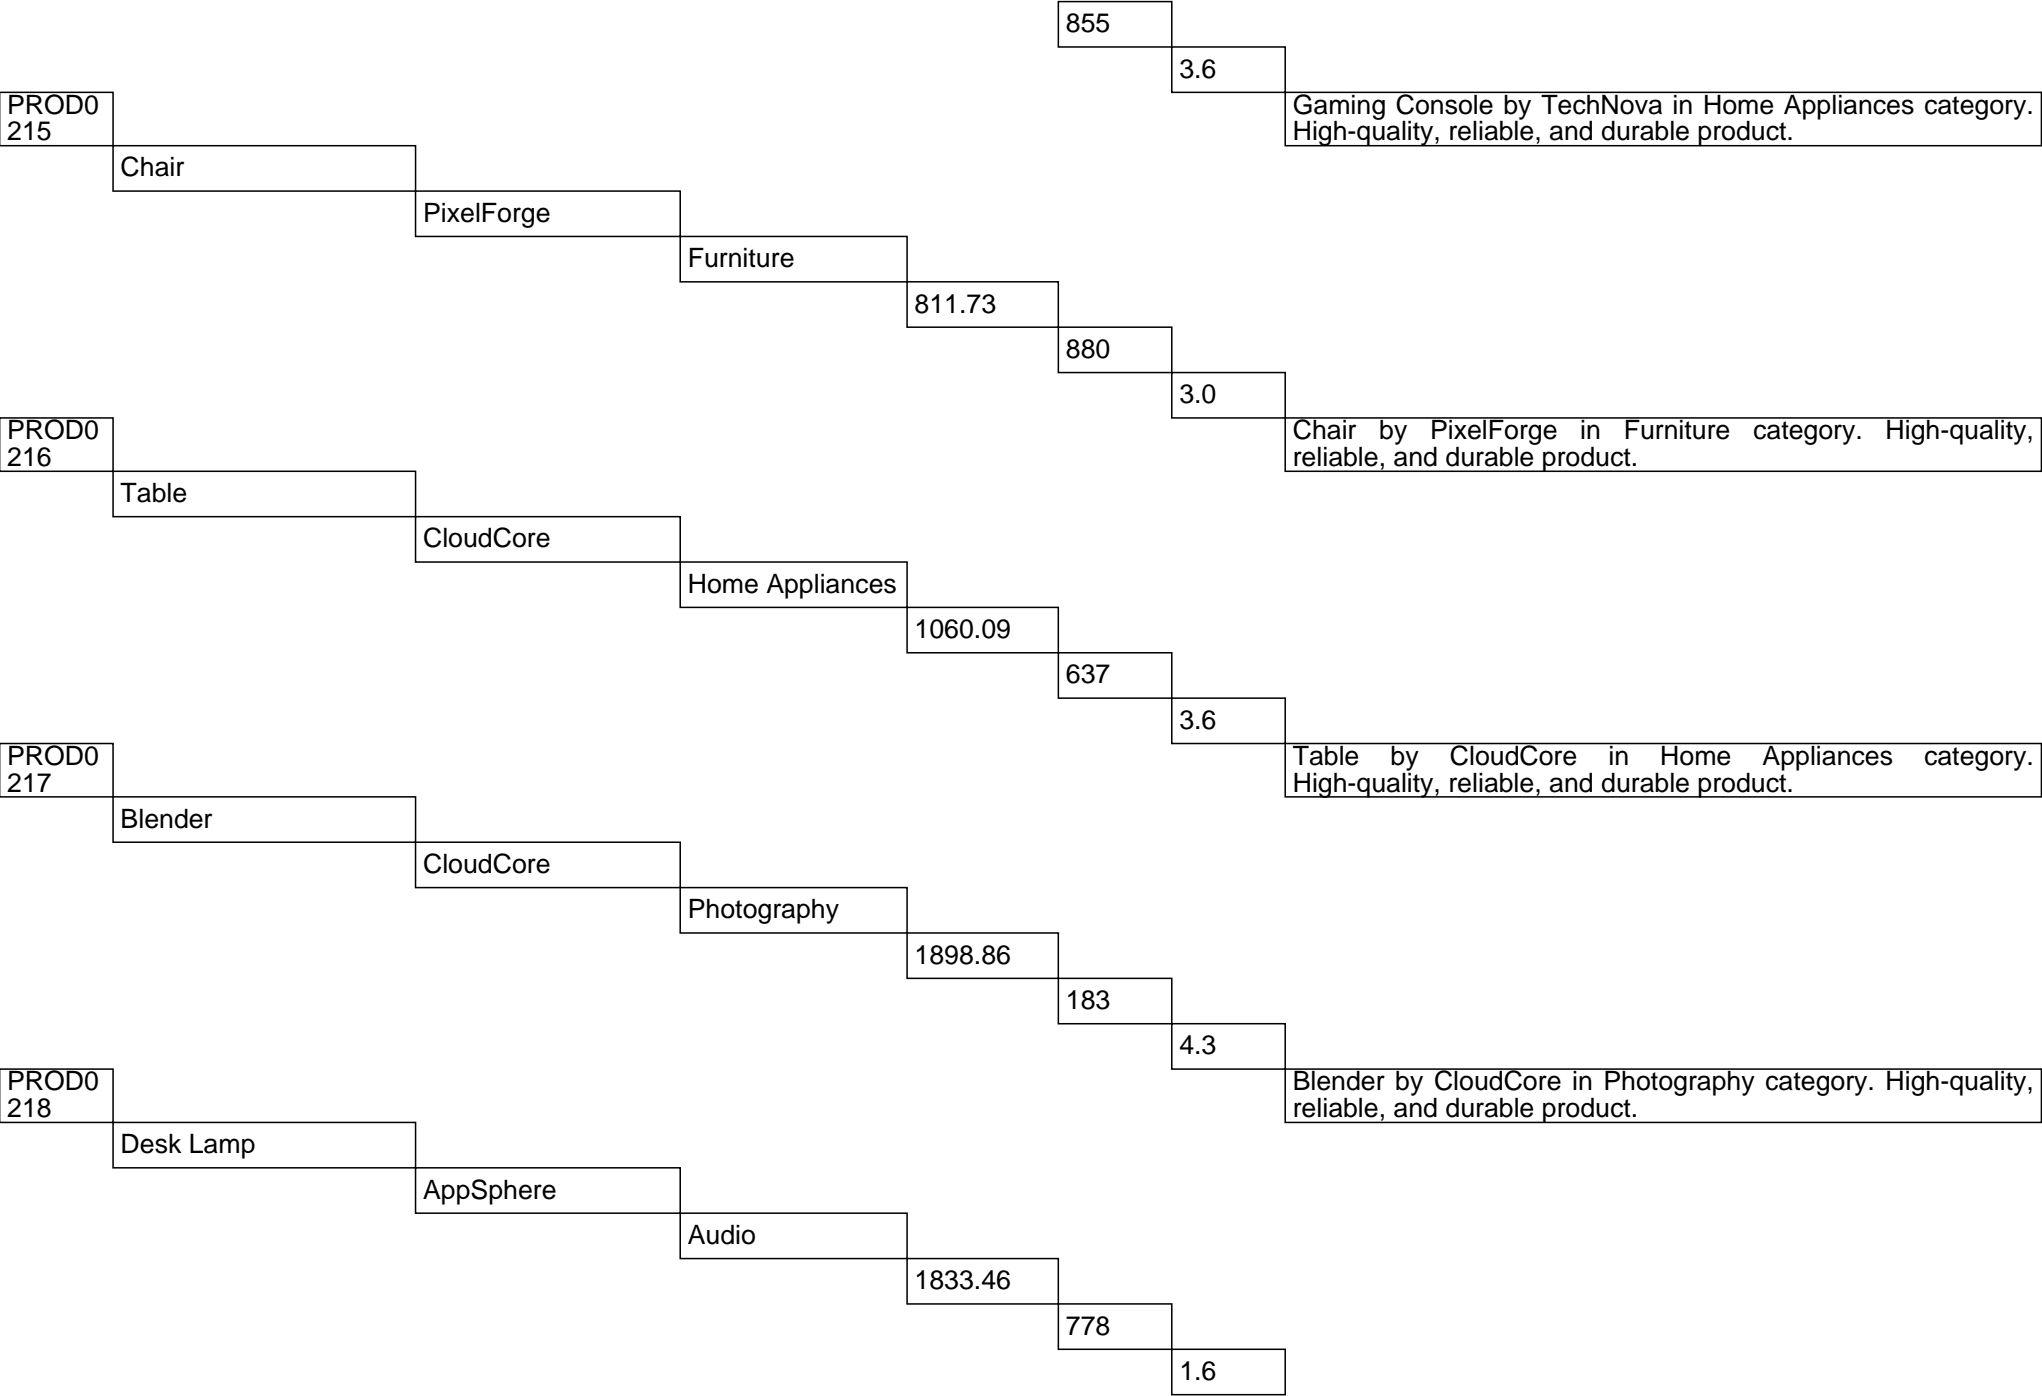 855
3.6
PROD0
215
Gaming Console by TechNova in Home Appliances category.
High-quality, reliable, and durable product.
Chair
PixelForge
Furniture
811.73
880
3.0
PROD0
216
Chair by PixelForge in Furniture category. High-quality,
reliable, and durable product.
Table
CloudCore
Home Appliances
1060.09
637
3.6
PROD0
217
Table by CloudCore in Home Appliances category.
High-quality, reliable, and durable product.
Blender
CloudCore
Photography
1898.86
183
4.3
PROD0
218
Blender by CloudCore in Photography category. High-quality,
reliable, and durable product.
Desk Lamp
AppSphere
Audio
1833.46
778
1.6